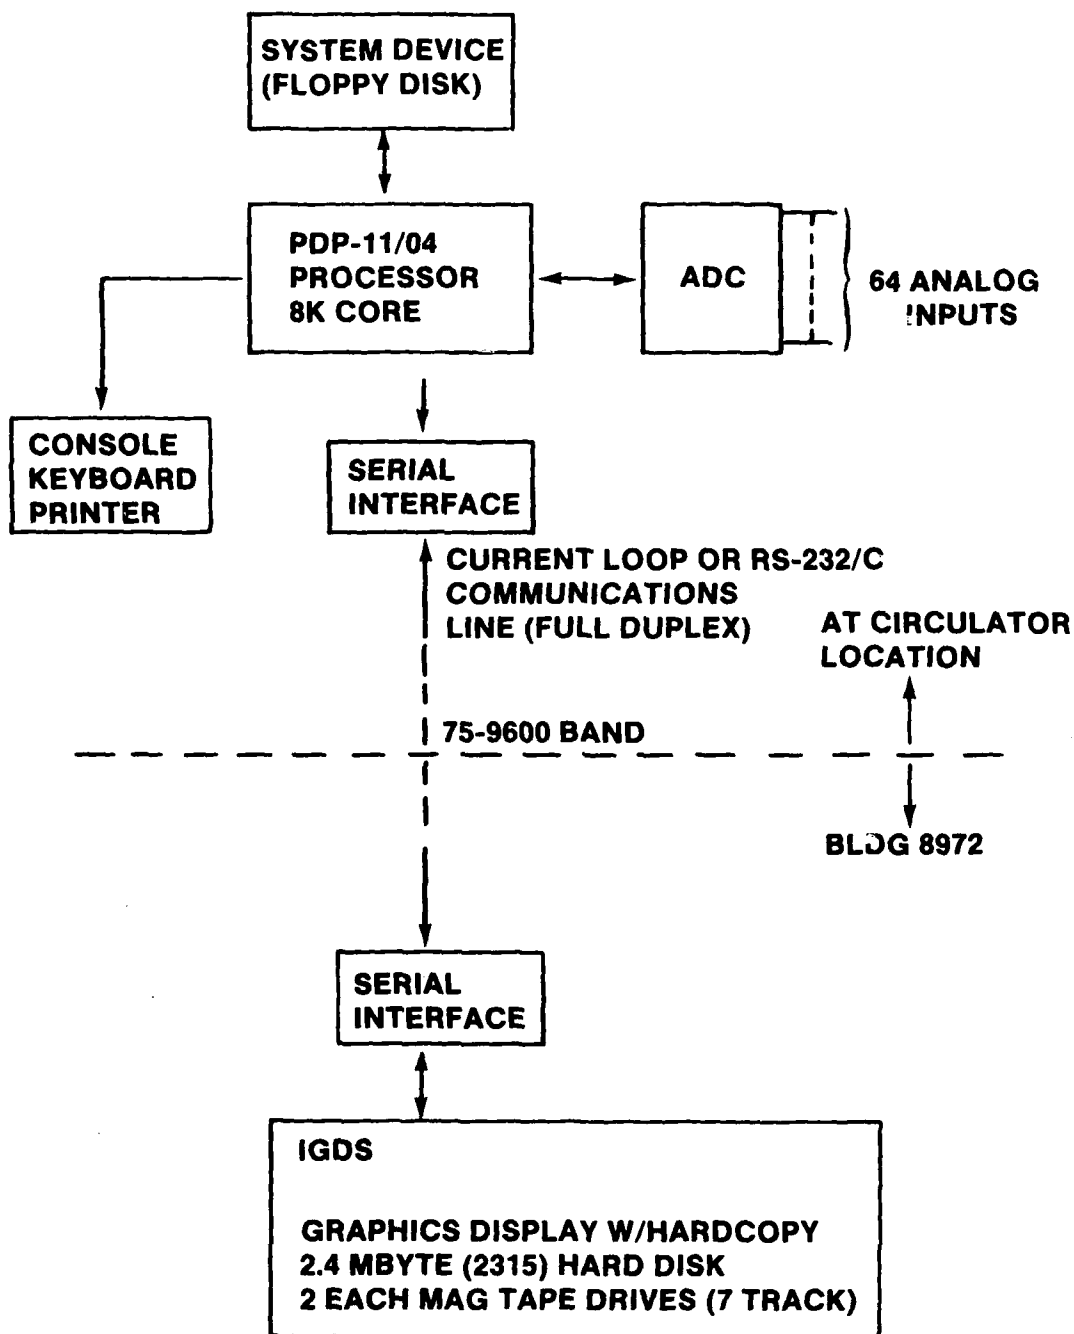 SYSTEM DEVICE
(FLOPPY DISK)
PDP-11/04
PROCESSOR
8K CORE
ADC
64 ANALOG
INPUTS
CONSOLE
KEYBOARD
PRINTER
SERIAL
INTERFACE
CURRENT LOOP OR RS-232/C
COMMUNICATIONS
LINE (FULL DUPLEX)
AT CIRCULATOR
LOCATION
75-9600 BAND
BLDG 8972
SERIAL
INTERFACE
IGDS
GRAPHICS DISPLAY W/HARDCOPY
2.4 MBYTE (2315) HARD DISK
2 EACH MAG TAPE DRIVES (7 TRACK)